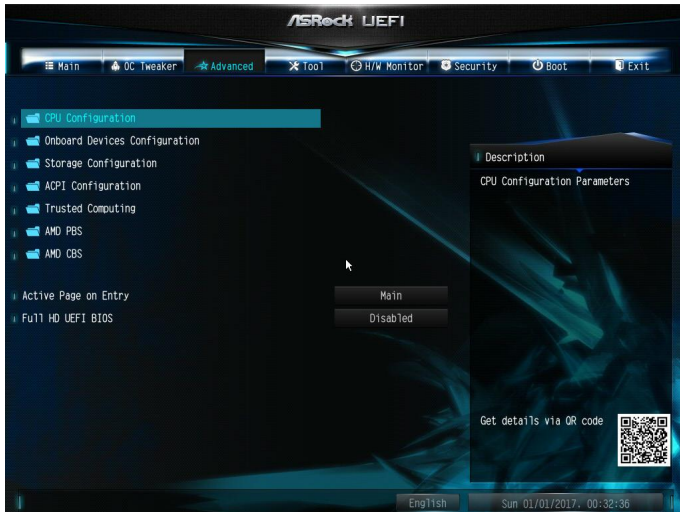 ASRock UEFI
Main
OC Tweaker
Advanced
Tool
H/W Monitor
Security
Boot
Exit
CPU Configuration
Onboard Devices Configuration
Storage Configuration
ACPI Configuration
Trusted Computing
AMD PBS
AMD CBS
Active Page on Entry Main
Full HD UEFI BIOS Disabled
Description
CPU Configuration Parameters
Get details via QR code
English
Sun 01/01/2017. 00:32:36